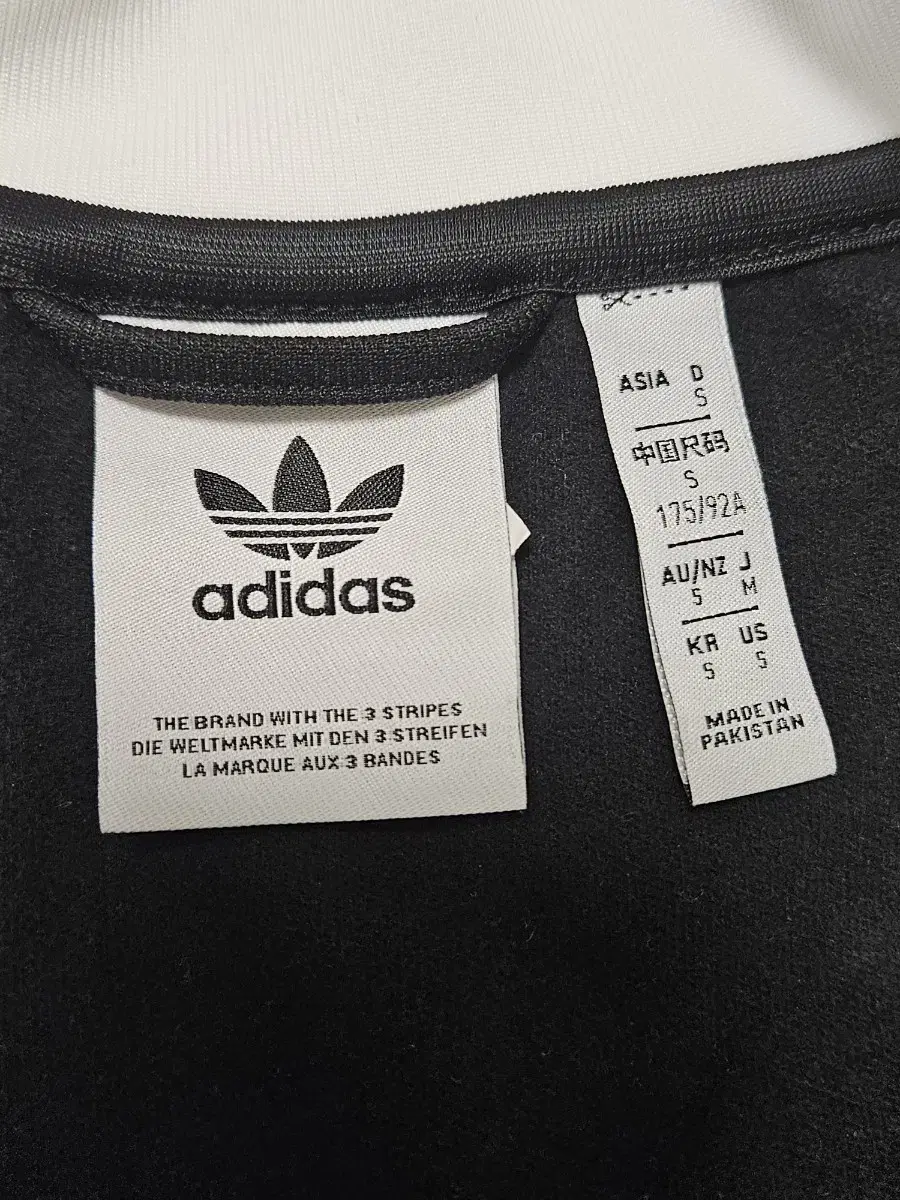 adidas
THE BRAND WITH THE 3 STRIPES
DIE WELTMARKE MIT DEN 3 STREIFEN
LA MARQUE AUX 3 BANDES
ASIA D
S
中国尺码
S
175/92A
AU/NZ J
S M
KR US
S S
MADE IN
PAKISTAN